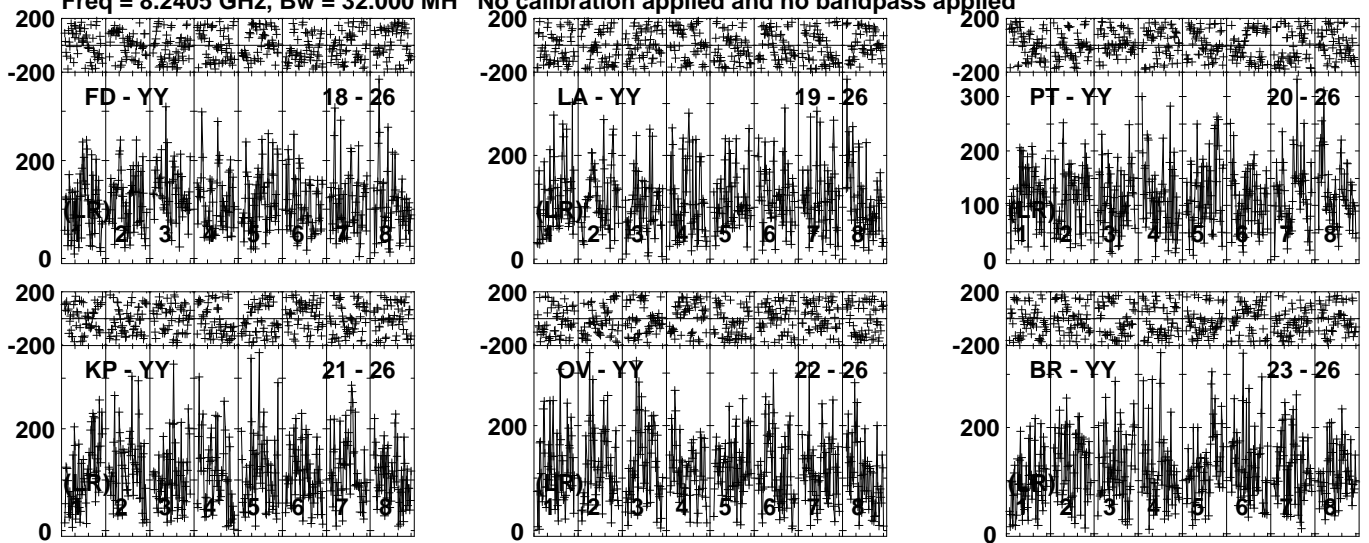 Freq = 8.2405 GHz, Bw = 32.000 MH No calibration applied and no bandpass applied
200
-200
FD - YY 18 - 26
200
(LR)
1 2 3 4 5 6 7 8
0
200
-200
LA - YY 19 - 26
200
(LR)
1 2 3 4 5 6 7 8
0
200
-200
300
PT - YY 20 - 26
200
100
(LR)
1 2 3 4 5 6 7 8
0
200
-200
KP - YY 21 - 26
200
(LR)
1 2 3 4 5 6 7 8
0
200
-200
OV - YY 22 - 26
200
(LR)
1 2 3 4 5 6 7 8
0
200
-200
BR - YY 23 - 26
200
(LR)
1 2 3 4 5 6 7 8
0